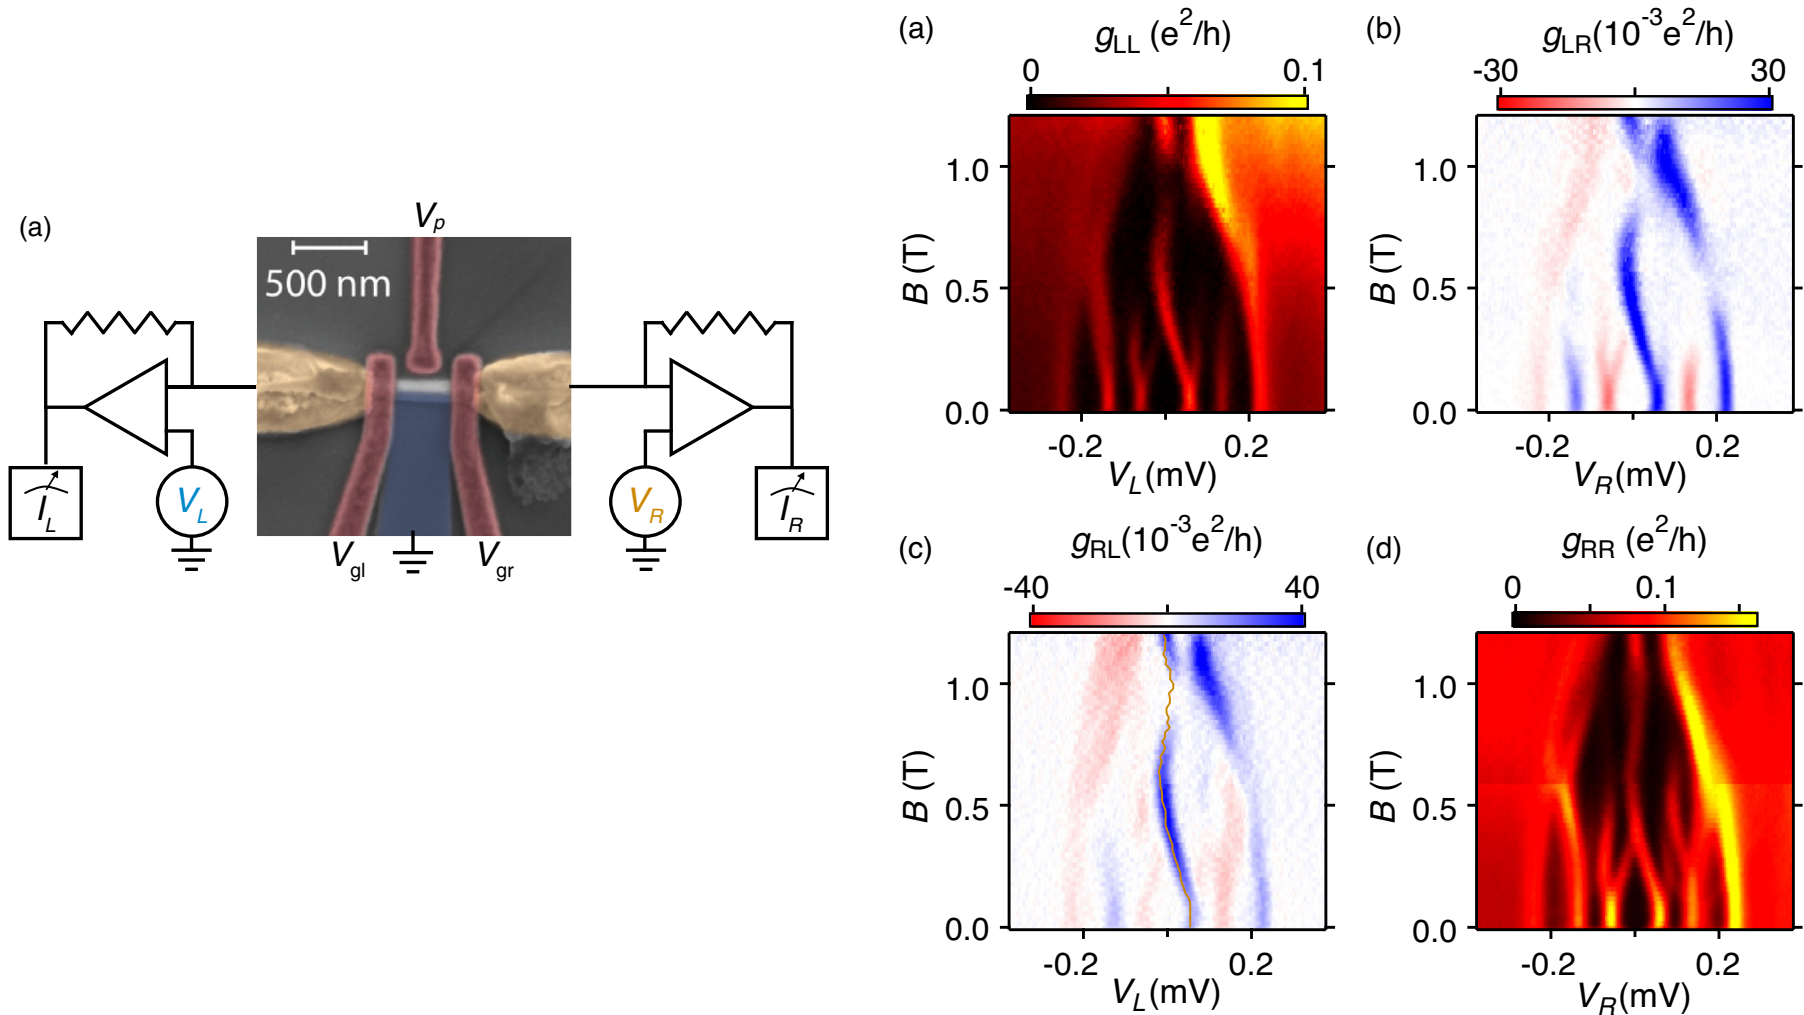 (a)
V_p
500 nm
I_L
V_L
V_R
I_R
V_gl
V_gr
(a)
g_LL (e^2/h)
0 0.1
1.0
0.5
0.0
B (T)
-0.2 0.2
V_L(mV)
(b)
g_LR(10^-3e^2/h)
-30 30
1.0
0.5
0.0
B (T)
-0.2 0.2
V_R(mV)
(c)
g_RL(10^-3e^2/h)
-40 40
1.0
0.5
0.0
B (T)
-0.2 0.2
V_L(mV)
(d)
g_RR (e^2/h)
0 0.1
1.0
0.5
0.0
B (T)
-0.2 0.2
V_R(mV)